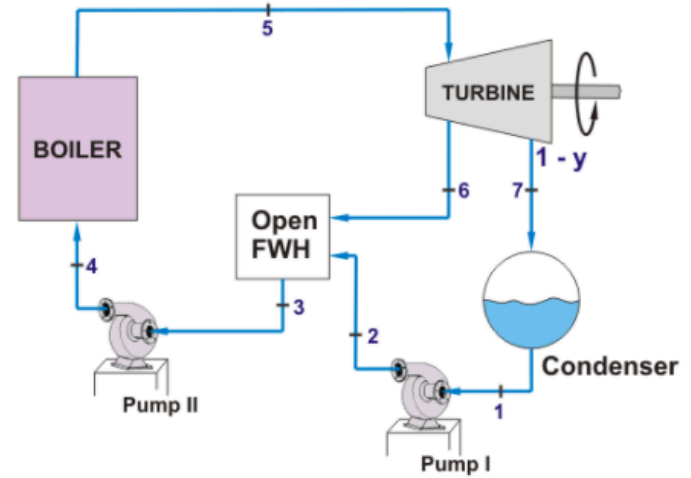 5
TURBINE
BOILER
1 - y
6
7
Open
FWH
4
3
2
Condenser
1
Pump II
Pump I